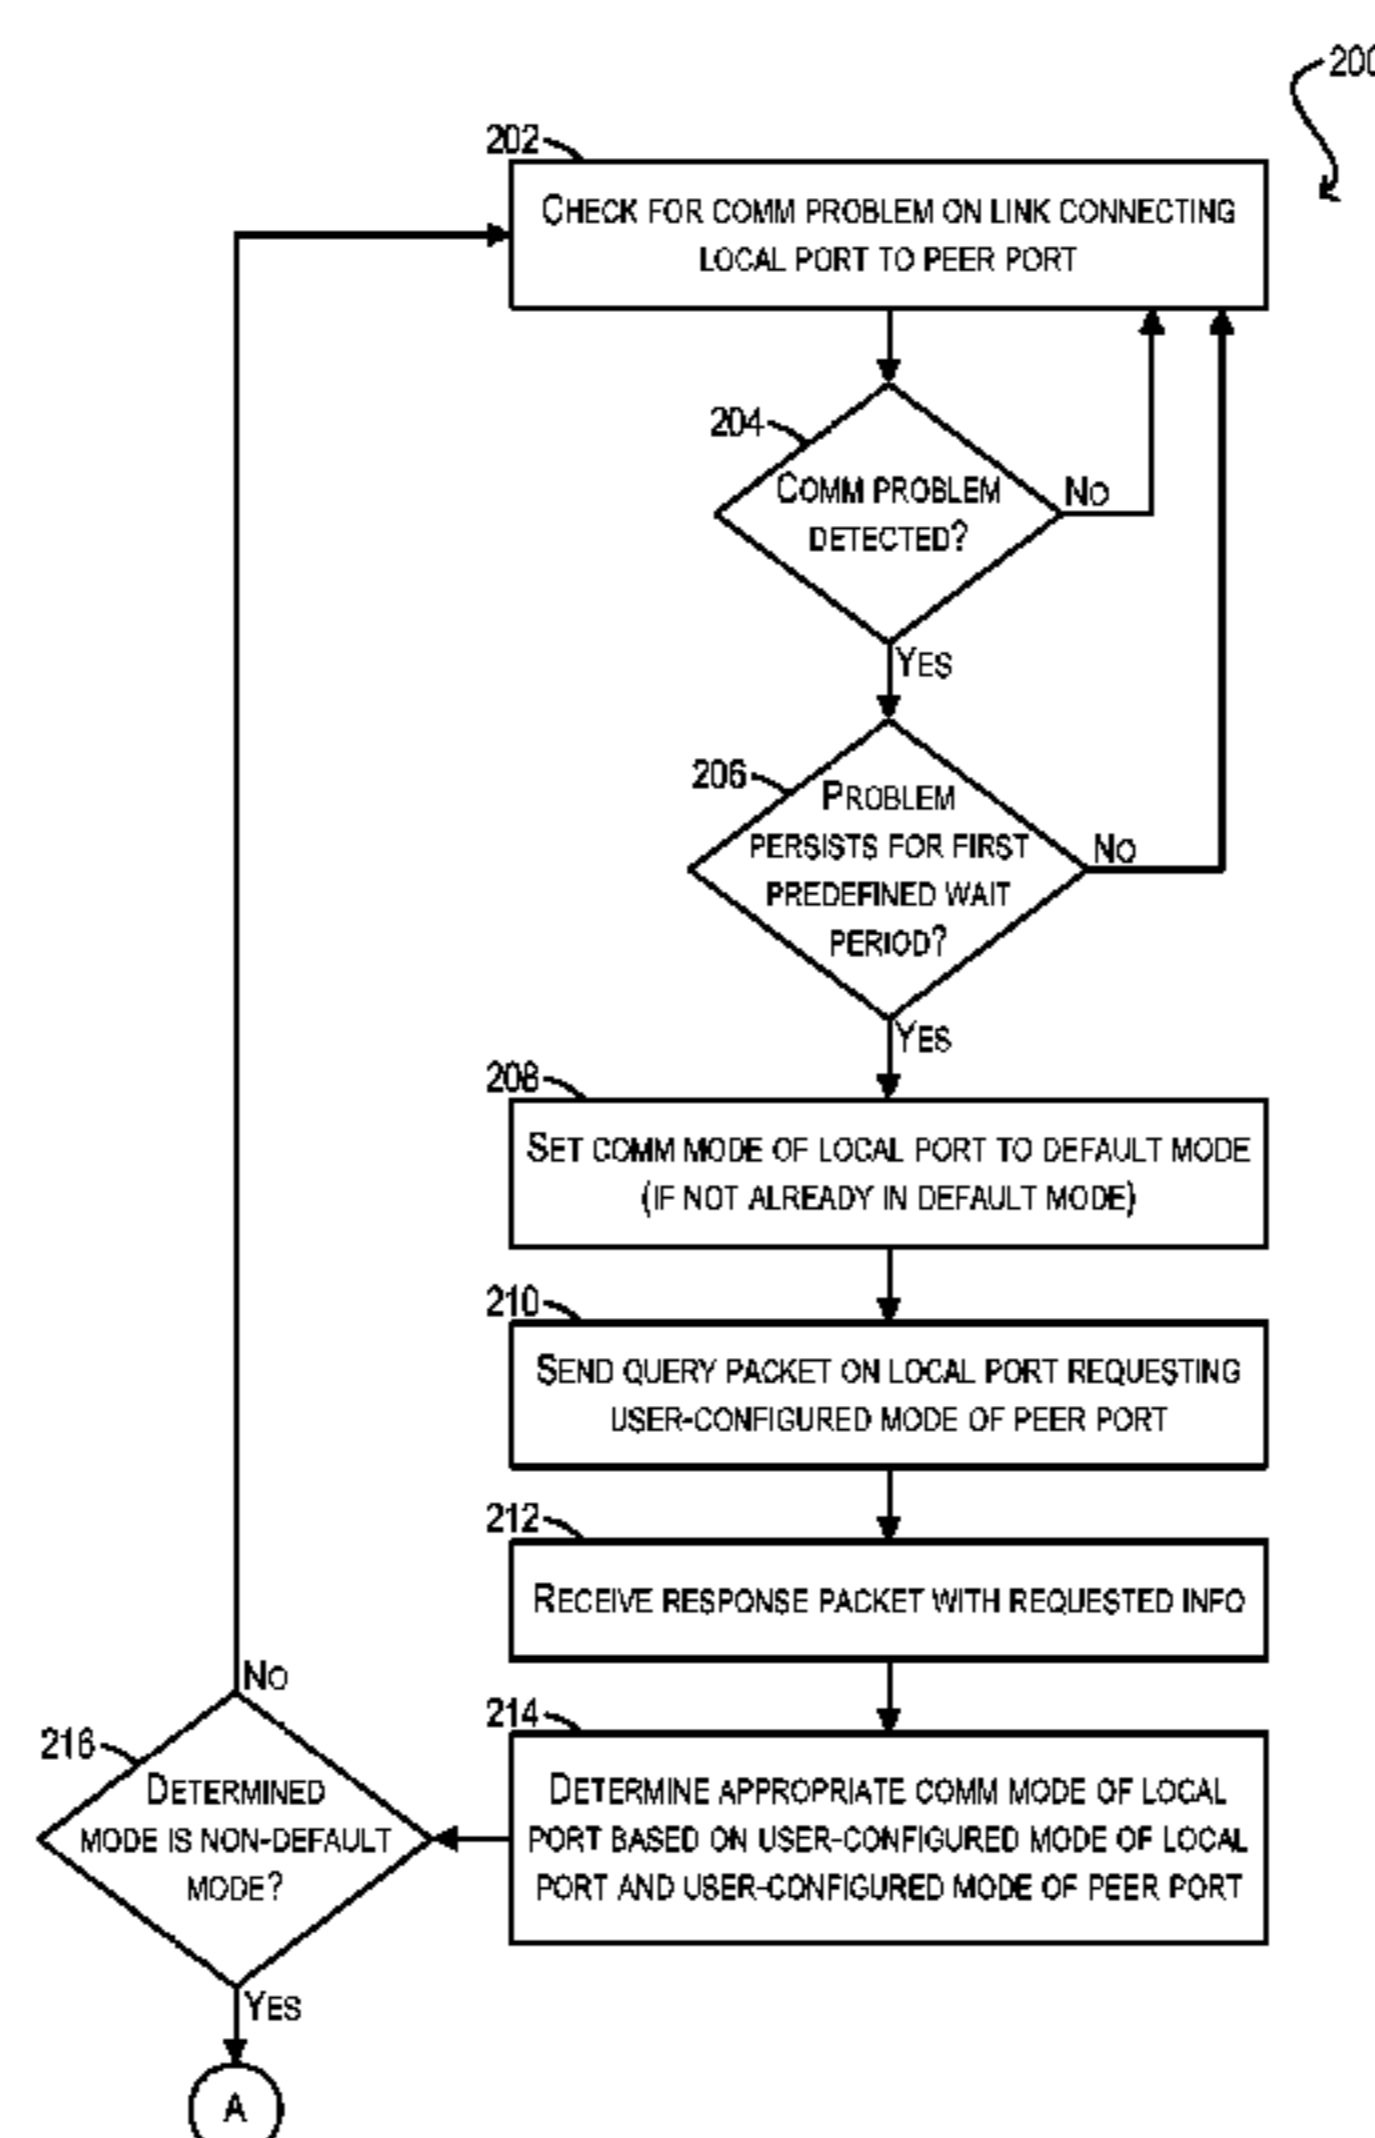 200
202
CHECK FOR COMM PROBLEM ON LINK CONNECTING
LOCAL PORT TO PEER PORT
204
COMM PROBLEM
DETECTED?
NO
YES
206
PROBLEM
PERSISTS FOR FIRST
PREDEFINED WAIT
PERIOD?
NO
YES
208
SET COMM MODE OF LOCAL PORT TO DEFAULT MODE
(IF NOT ALREADY IN DEFAULT MODE)
210
SEND QUERY PACKET ON LOCAL PORT REQUESTING
USER-CONFIGURED MODE OF PEER PORT
212
RECEIVE RESPONSE PACKET WITH REQUESTED INFO
214
DETERMINE APPROPRIATE COMM MODE OF LOCAL
PORT BASED ON USER-CONFIGURED MODE OF LOCAL
PORT AND USER-CONFIGURED MODE OF PEER PORT
NO
216
DETERMINED
MODE IS NON-DEFAULT
MODE?
YES
A